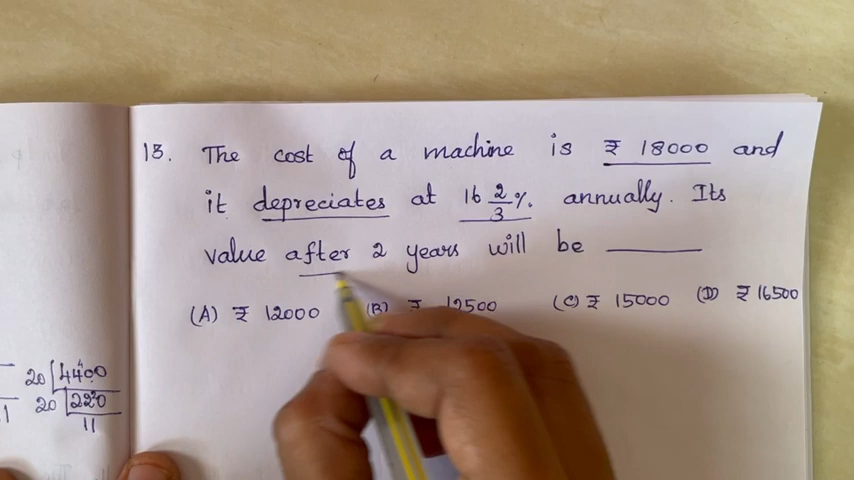 13. The cost of a machine is ₹ 18000 and
it depreciates at 16 2/3 %. annually. Its
value after 2 years will be ______
(A) ₹ 12000 (B) ₹ 12500 (C) ₹ 15000 (D) ₹ 16500
20 4400
20 220
11